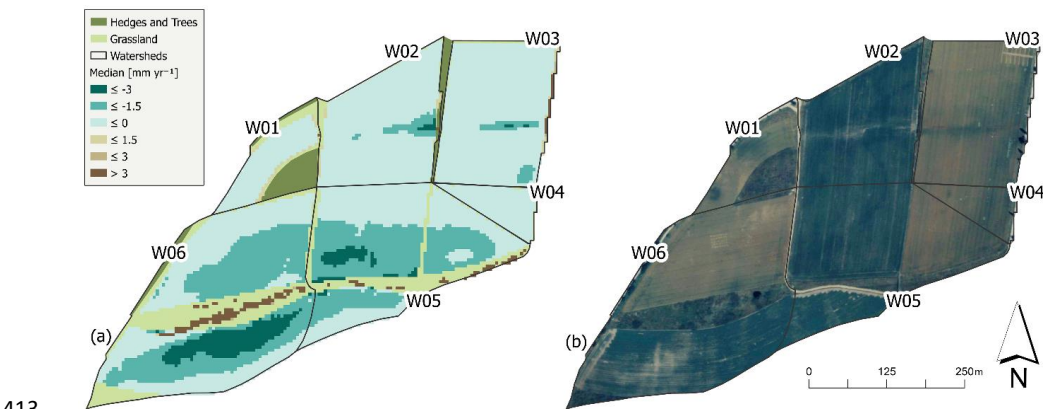 Hedges and Trees
Grassland
Watersheds
Median [mm yr⁻¹]
≤ -3
≤ -1.5
≤ 0
≤ 1.5
≤ 3
> 3
W01
W02
W03
W04
W05
W06
(a)
W01
W02
W03
W04
W05
W06
(b)
0 125 250m
N
413